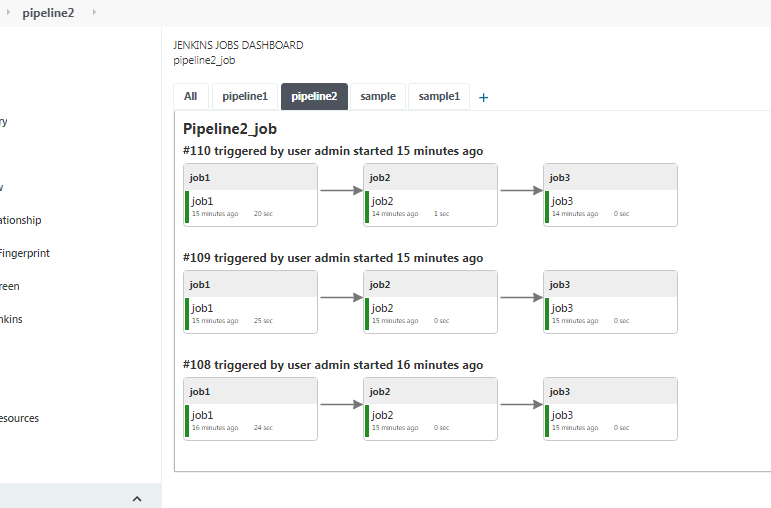 pipeline2
JENKINS JOBS DASHBOARD
pipeline2_job
All pipeline1 pipeline2 sample sample1 +
ry
ationship
Fingerprint
reen
nkins
esources
Pipeline2_job
#110 triggered by user admin started 15 minutes ago
job1 job2 job3
job1 job2 job3
15 minutes ago 20 sec 14 minutes ago 1 sec 14 minutes ago 0 sec
#109 triggered by user admin started 15 minutes ago
job1 job2 job3
job1 job2 job3
15 minutes ago 25 sec 15 minutes ago 0 sec 15 minutes ago 0 sec
#108 triggered by user admin started 16 minutes ago
job1 job2 job3
job1 job2 job3
16 minutes ago 24 sec 15 minutes ago 0 sec 15 minutes ago 0 sec